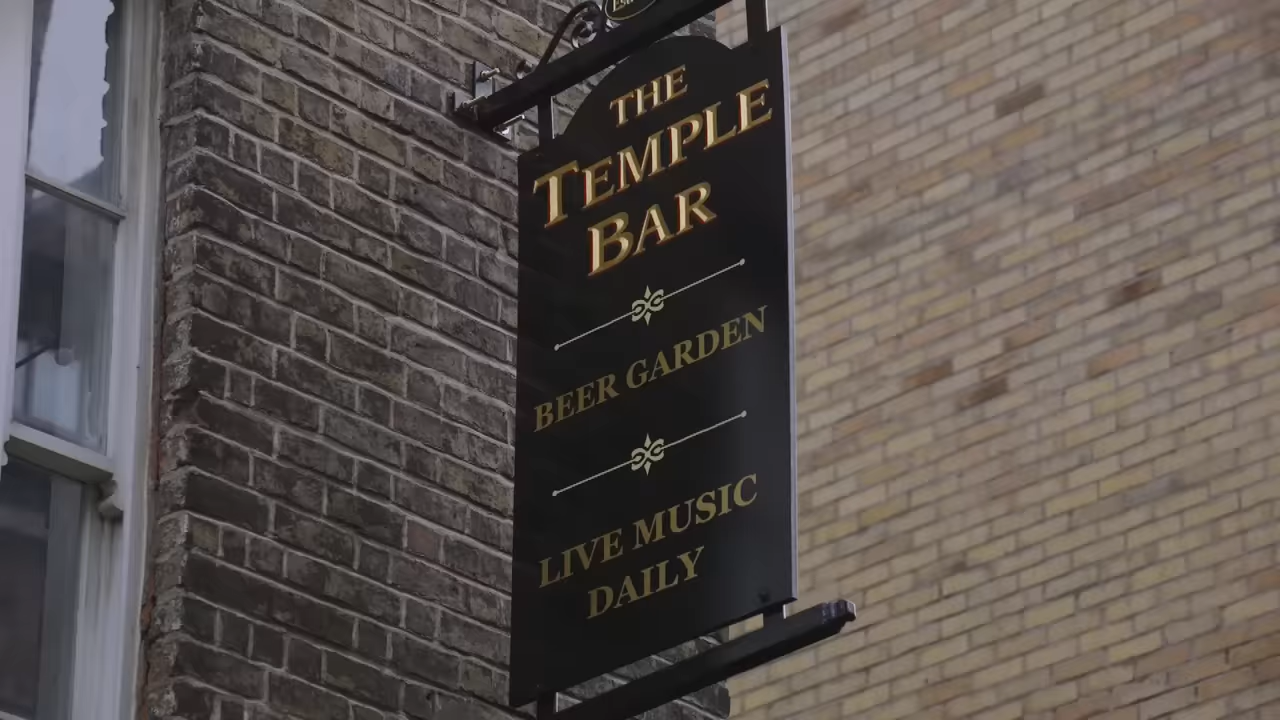 THE
TEMPLE
BAR
BEER GARDEN
LIVE MUSIC
DAILY